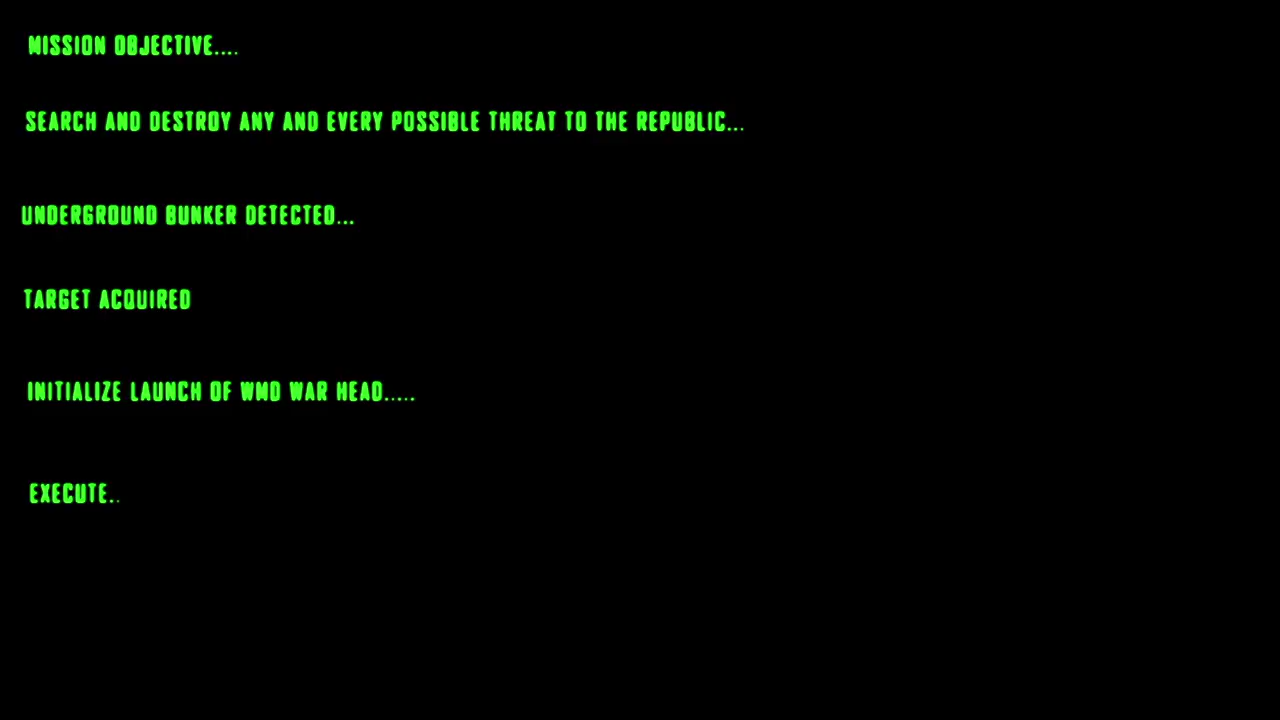 MISSION OBJECTIVE....
SEARCH AND DESTROY ANY AND EVERY POSSIBLE THREAT TO THE REPUBLIC...
UNDERGROUND BUNKER DETECTED...
TARGET ACQUIRED
INITIALIZE LAUNCH OF WMD WAR HEAD.....
EXECUTE..